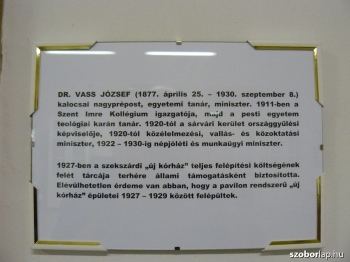 DR. VASS JÓZSEF (1877. április 25. – 1930. szeptember 8.)
kalocsai nagyprépost, egyetemi tanár, miniszter. 1911-ben a
Szent Imre Kollégium igazgatója, majd a pesti egyetem
teológiai karán tanár. 1920-tól a sárvári kerület országgyűlési
képviselője, 1920-tól közélelmezési, vallás- és közoktatási
miniszter, 1922 – 1930-ig népjóléti és munkaügyi miniszter.
1927-ben a szekszárdi „új kórház” teljes felépítési költségének
felét tárcája terhére állami támogatásként biztosította.
Elévülhetetlen érdeme van abban, hogy a pavilon rendszerű „új
kórház” épületei 1927 – 1929 között felépültek.
szoborlap.hu